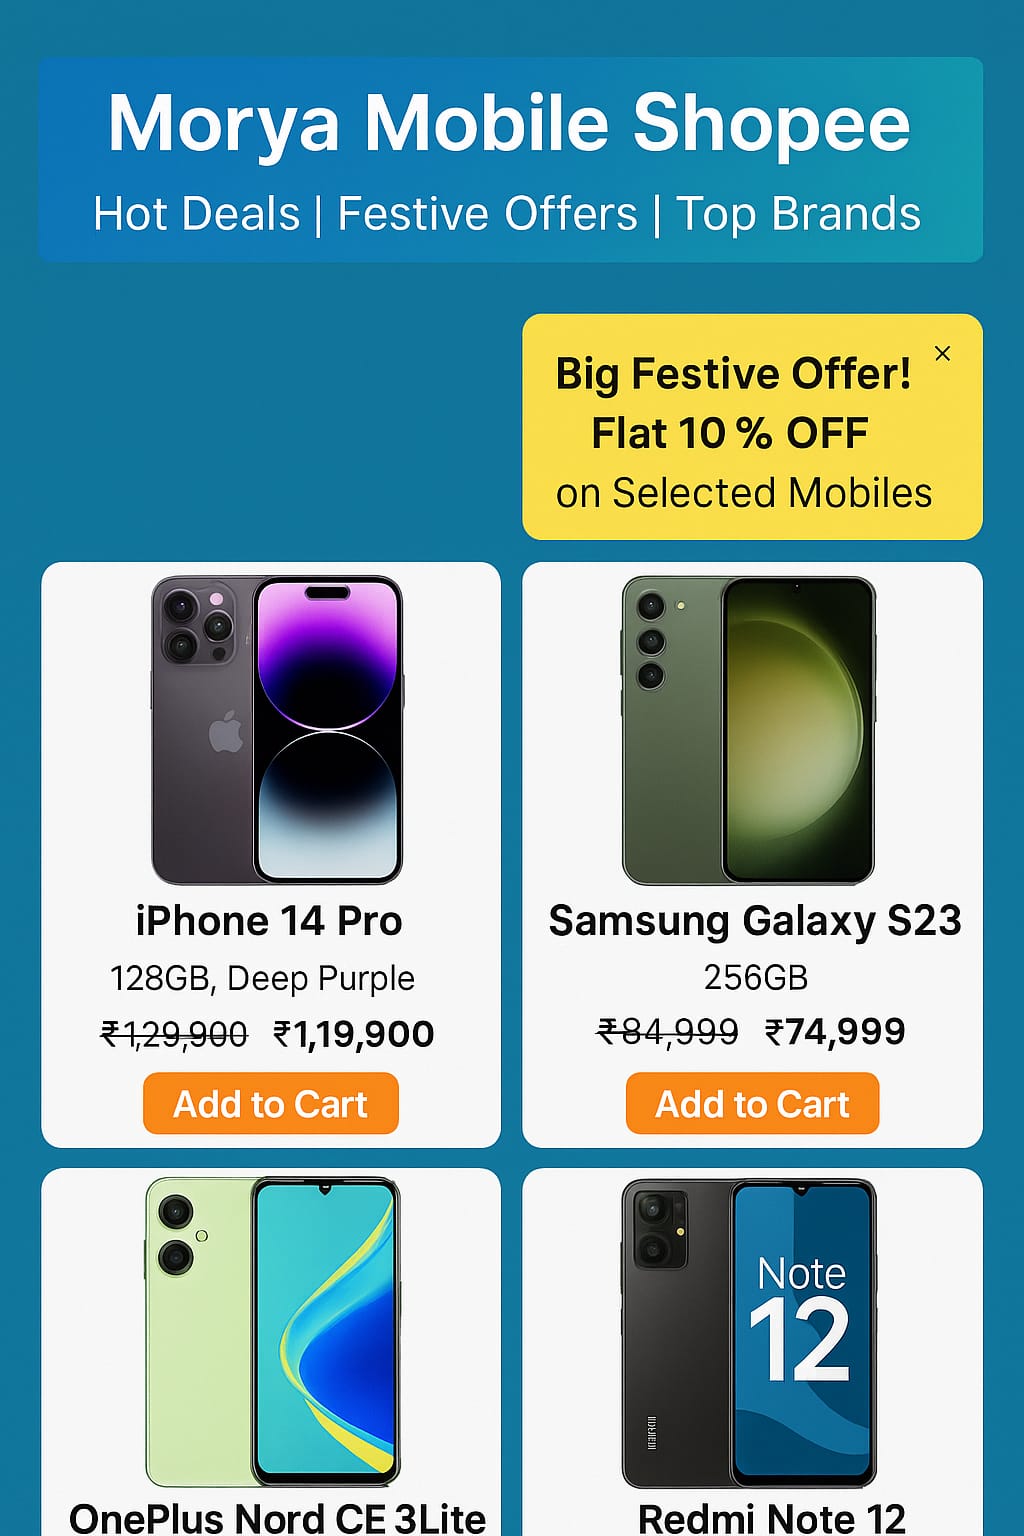 Morya Mobile Shopee
Hot Deals | Festive Offers | Top Brands
Big Festive Offer! ×
Flat 10 % OFF
on Selected Mobiles
iPhone 14 Pro
128GB, Deep Purple
₹1,29,900 ₹1,19,900
Add to Cart
Samsung Galaxy S23
256GB
₹84,999 ₹74,999
Add to Cart
OnePlus Nord CE 3Lite
Note
12
Redmi Note 12